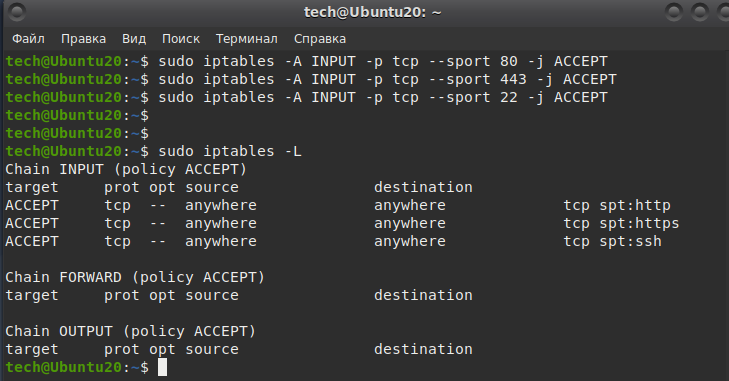 tech@Ubuntu20: ~
Файл Правка Вид Поиск Терминал Справка
tech@Ubuntu20:~$ sudo iptables -A INPUT -p tcp --sport 80 -j ACCEPT
tech@Ubuntu20:~$ sudo iptables -A INPUT -p tcp --sport 443 -j ACCEPT
tech@Ubuntu20:~$ sudo iptables -A INPUT -p tcp --sport 22 -j ACCEPT
tech@Ubuntu20:~$
tech@Ubuntu20:~$
tech@Ubuntu20:~$ sudo iptables -L
Chain INPUT (policy ACCEPT)
target     prot opt source               destination
ACCEPT     tcp  --  anywhere             anywhere             tcp spt:http
ACCEPT     tcp  --  anywhere             anywhere             tcp spt:https
ACCEPT     tcp  --  anywhere             anywhere             tcp spt:ssh

Chain FORWARD (policy ACCEPT)
target     prot opt source               destination

Chain OUTPUT (policy ACCEPT)
target     prot opt source               destination
tech@Ubuntu20:~$